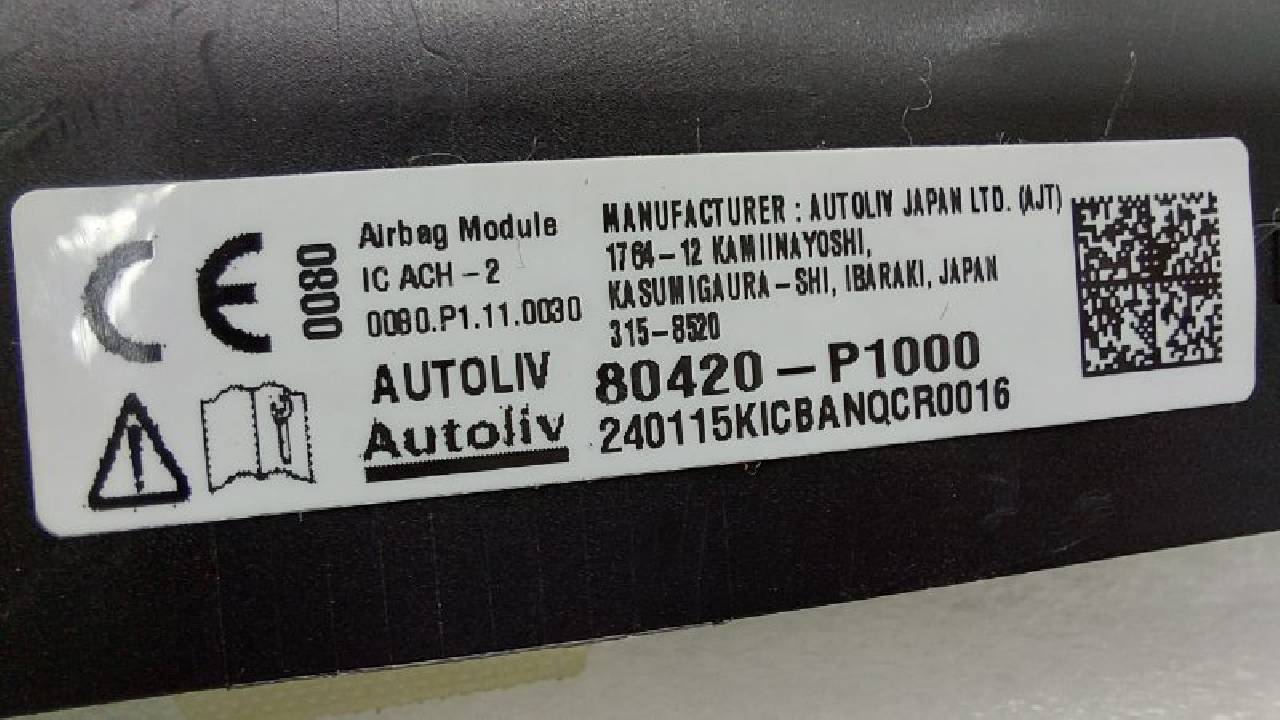 CE 0080
Airbag Module
IC ACH-2
0080.P1.11.0030
AUTOLIV
Autoliv
MANUFACTURER : AUTOLIV JAPAN LTD. (AJT)
1764-12 KAMIINAYOSHI,
KASUMIGAURA-SHI, IBARAKI, JAPAN
315-8520
80420-P1000
240115KICBANQCR0016